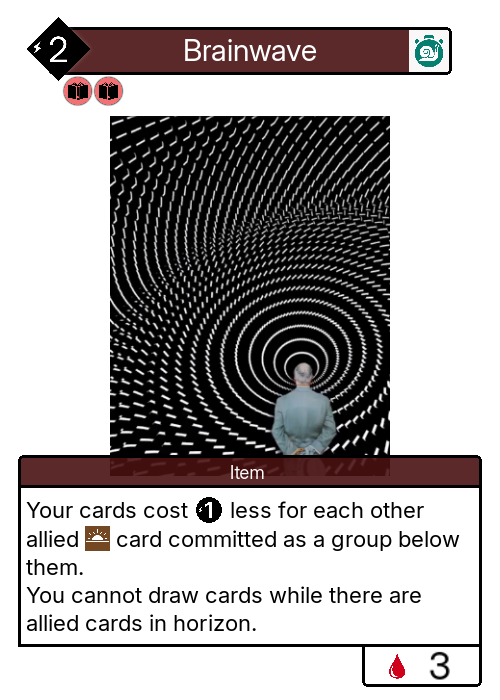 2 Brainwave
Item
Your cards cost 1 less for each other
allied card committed as a group below
them.
You cannot draw cards while there are
allied cards in horizon.
3